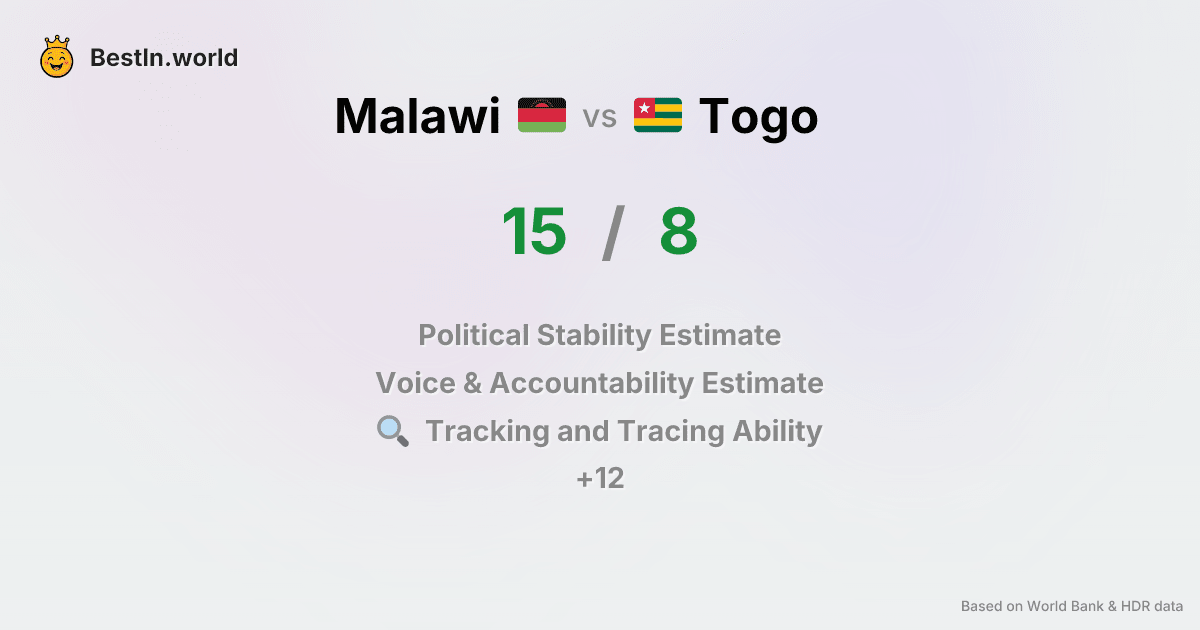 BestIn.world
Malawi vs Togo
15 / 8
Political Stability Estimate
Voice & Accountability Estimate
Tracking and Tracing Ability
+12
Based on World Bank & HDR data